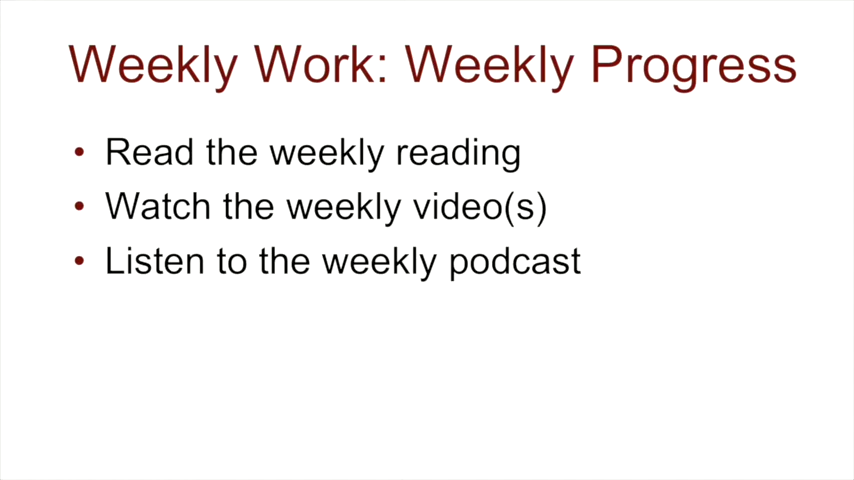 Weekly Work: Weekly Progress
• Read the weekly reading
• Watch the weekly video(s)
• Listen to the weekly podcast